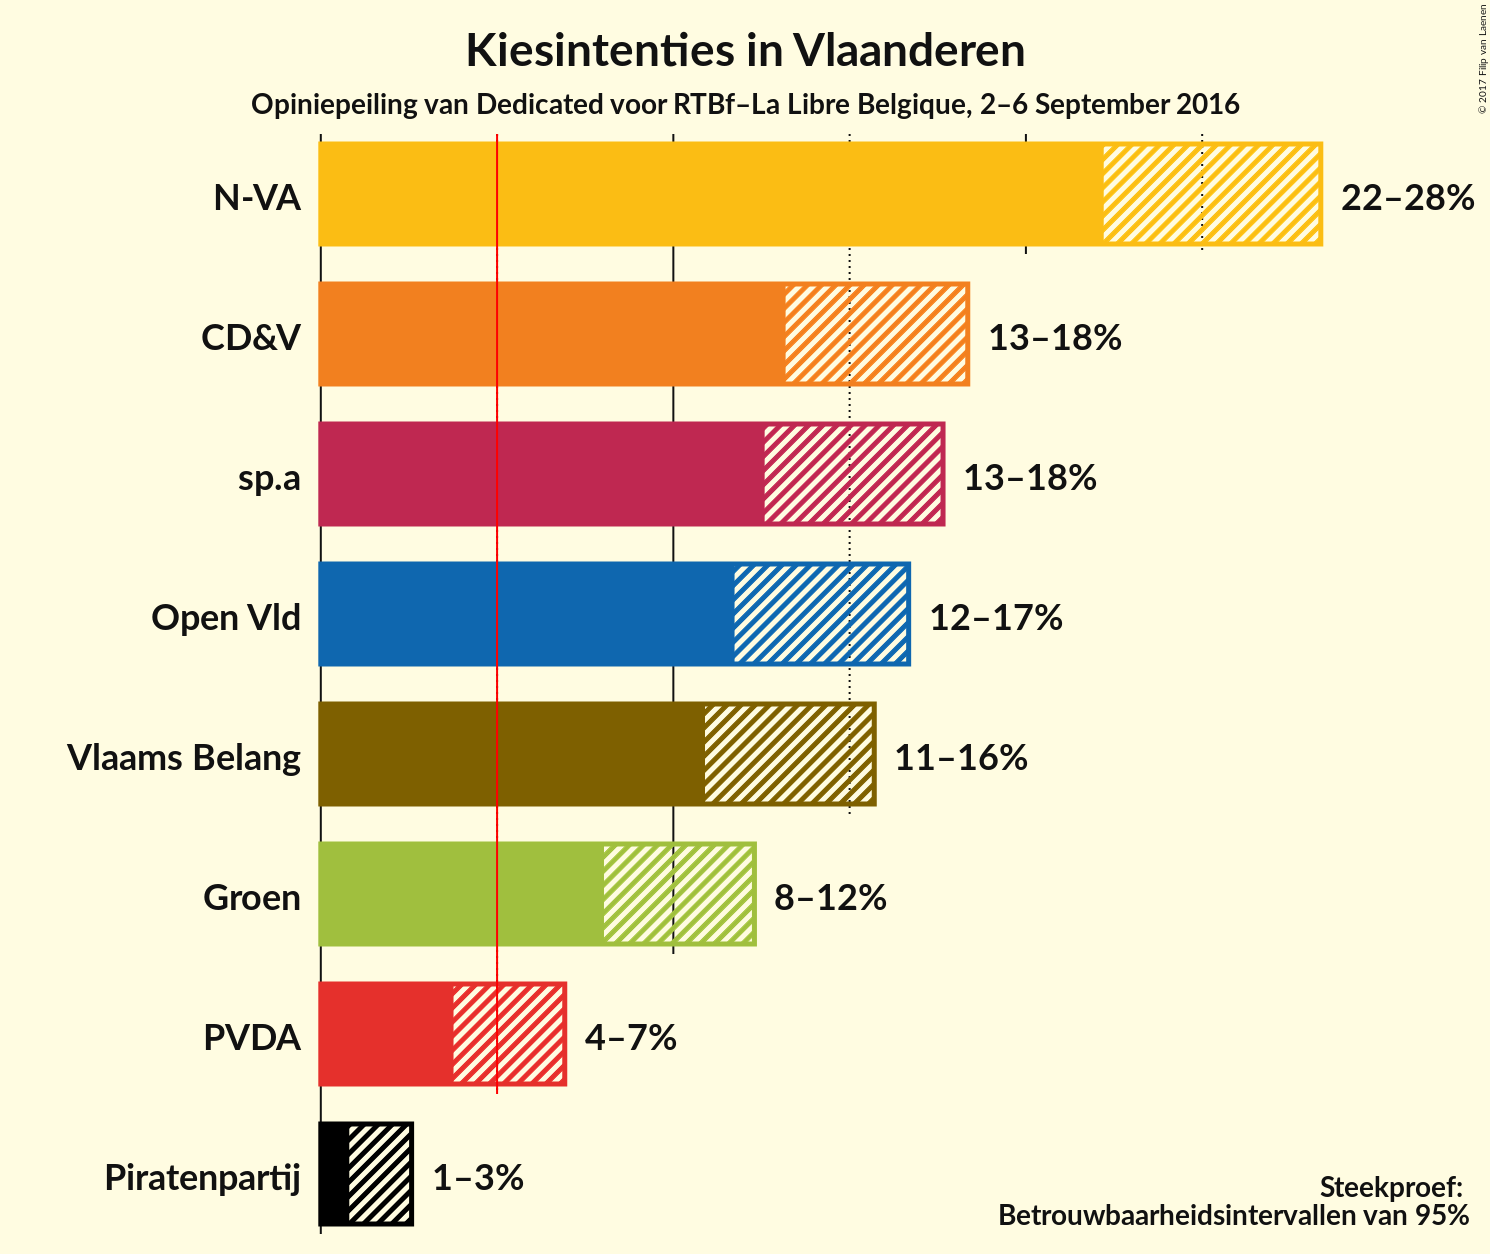 Kiesintenties in Vlaanderen
Opiniepeiling van Dedicated voor RTBf–La Libre Belgique, 2–6 September 2016
© 2017 Filip van Laenen
N-VA
22–28%
CD&V
13–18%
sp.a
13–18%
Open Vld
12–17%
Vlaams Belang
11–16%
Groen
8–12%
PVDA
4–7%
Piratenpartij
1–3%
Steekproef:
Betrouwbaarheidsintervallen van 95%